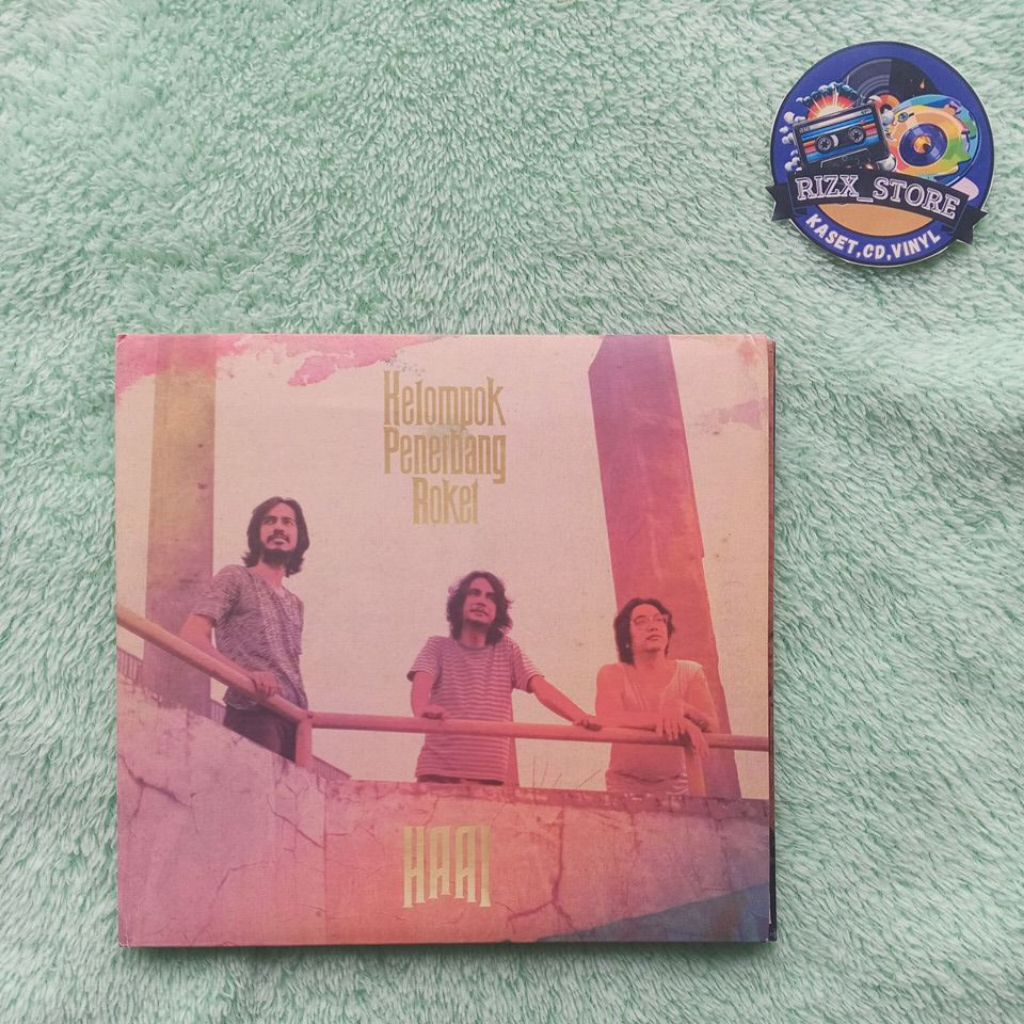 RIZX_STORE
KASET,CD,VINYL
Kelompok
Penerbang
Roket
HAAI